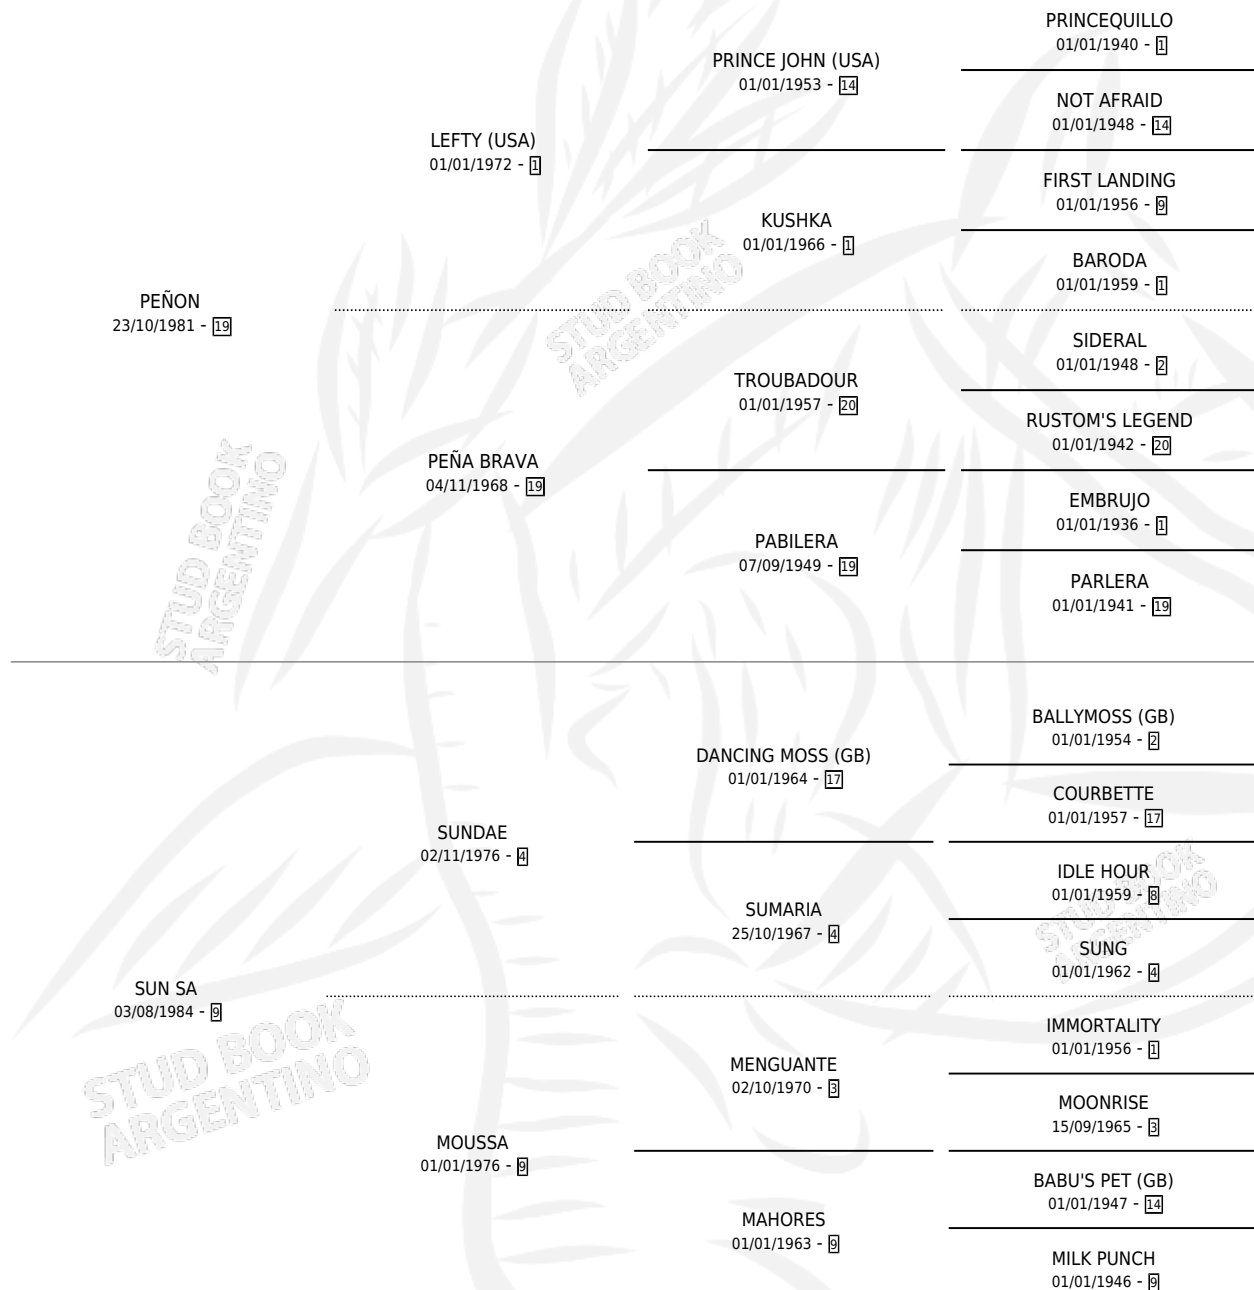 PRINCEQUILLO
01/01/1940 - 1
PRINCE JOHN (USA)
01/01/1953 - 14
NOT AFRAID
01/01/1948 - 14
LEFTY (USA)
01/01/1972 - 1
FIRST LANDING
01/01/1956 - 9
KUSHKA
01/01/1966 - 1
BARODA
01/01/1959 - 1
PEÑON
23/10/1981 - 19
STUD BOOK
ARGENTINO
SIDERAL
01/01/1948 - 2
TROUBADOUR
01/01/1957 - 20
RUSTOM'S LEGEND
01/01/1942 - 20
PEÑA BRAVA
04/11/1968 - 19
EMBRUJO
01/01/1936 - 1
PABILERA
07/09/1949 - 19
PARLERA
01/01/1941 - 19
STUD BOOK
ARGENTINO
BALLYMOSS (GB)
01/01/1954 - 2
DANCING MOSS (GB)
01/01/1964 - 17
COURBETTE
01/01/1957 - 17
SUNDAE
02/11/1976 - 4
IDLE HOUR
01/01/1959 - 8
SUMARIA
25/10/1967 - 4
SUNG
01/01/1962 - 4
STUD BOOK
ARGENTINO
SUN SA
03/08/1984 - 9
IMMORTALITY
01/01/1956 - 1
MENGUANTE
02/10/1970 - 3
MOONRISE
15/09/1965 - 3
STUD BOOK
ARGENTINO
MOUSSA
01/01/1976 - 9
BABU'S PET (GB)
01/01/1947 - 14
MAHORES
01/01/1963 - 9
MILK PUNCH
01/01/1946 - 9